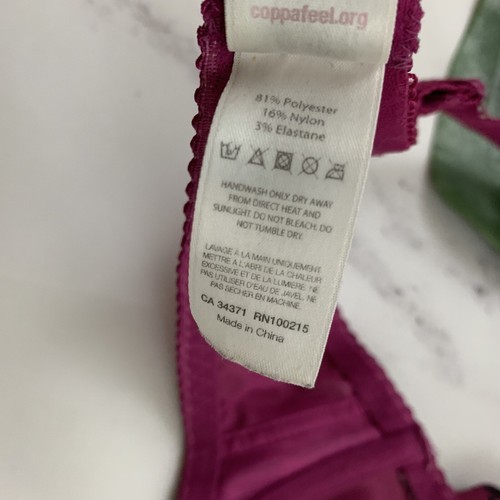 coppafeel.org
81% Polyester
16% Nylon
3% Elastane
HANDWASH ONLY. DRY AWAY
FROM DIRECT HEAT AND
SUNLIGHT. DO NOT BLEACH. DO
NOT TUMBLE DRY.
LAVAGE À LA MAIN UNIQUEMENT
METTRE A L'ABRI DE LA CHALEUR
EXCESSIVE ET DE LA LUMIERE. NE
PAS UTILISER D'EAU DE JAVEL. NE
PAS SECHER EN MACHINE.
CA 34371 RN100215
Made in China